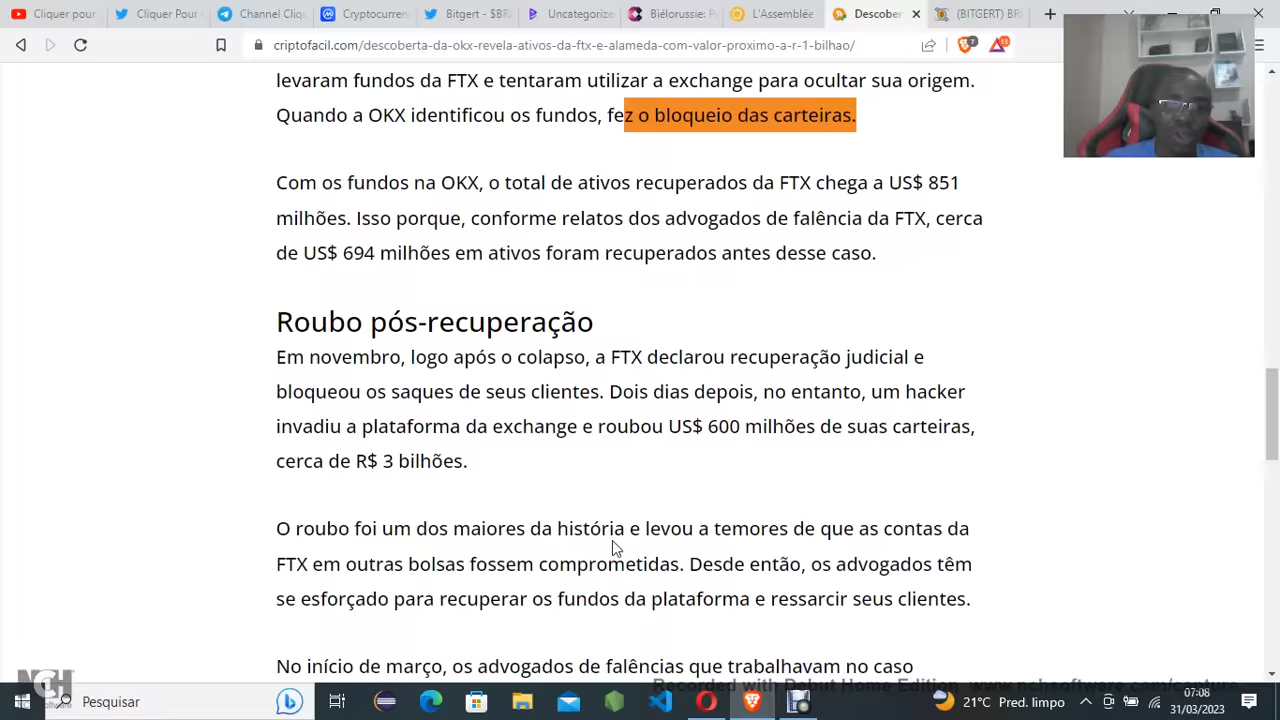 Cliquer pour
Cliquer Pour
Channel Cliq
Cryptocurren
Bitgert - $BRI
Uncategorize
Biélorussie: P
L'Assemblée
Descober
(BITGERT) BR
criptofacil.com/descoberta-da-okx-revela-ativos-da-ftx-e-alameda-com-valor-proximo-a-r-1-bilhao/
levaram fundos da FTX e tentaram utilizar a exchange para ocultar sua origem.
Quando a OKX identificou os fundos, fez o bloqueio das carteiras.
Com os fundos na OKX, o total de ativos recuperados da FTX chega a US$ 851
milhões. Isso porque, conforme relatos dos advogados de falência da FTX, cerca
de US$ 694 milhões em ativos foram recuperados antes desse caso.
Roubo pós-recuperação
Em novembro, logo após o colapso, a FTX declarou recuperação judicial e
bloqueou os saques de seus clientes. Dois dias depois, no entanto, um hacker
invadiu a plataforma da exchange e roubou US$ 600 milhões de suas carteiras,
cerca de R$ 3 bilhões.
O roubo foi um dos maiores da história e levou a temores de que as contas da
FTX em outras bolsas fossem comprometidas. Desde então, os advogados têm
se esforçado para recuperar os fundos da plataforma e ressarcir seus clientes.
No início de março, os advogados de falências que trabalhavam no caso
NCH
Software
Recorded with Debut Home Edition www.nchsoftware.com/capture
Pesquisar
21°C Pred. limpo
07:08
31/03/2023